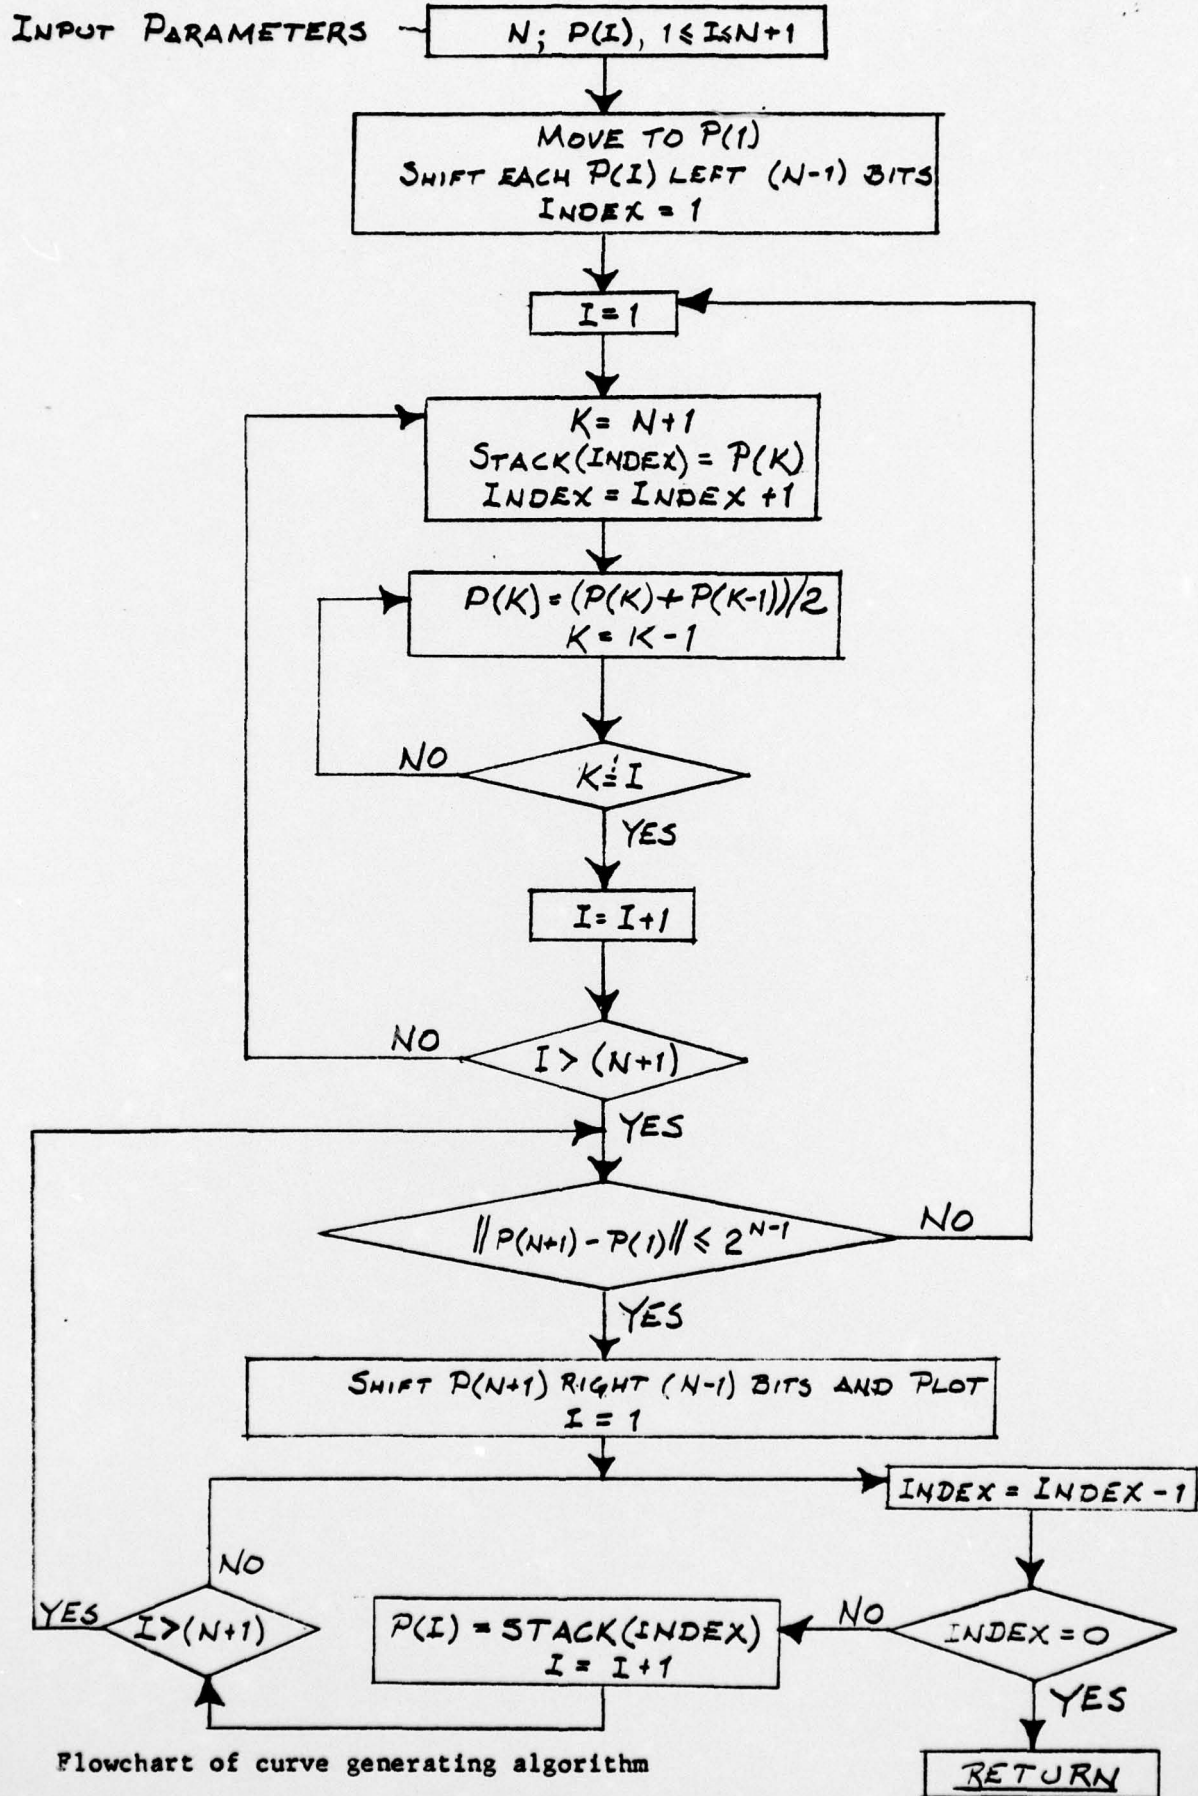 INPUT PARAMETERS
N; P(I), 1 ≤ I ≤ N+1
MOVE TO P(1)
SHIFT EACH P(I) LEFT (N-1) BITS
INDEX = 1
I = 1
K = N+1
STACK(INDEX) = P(K)
INDEX = INDEX +1
P(K) = (P(K) + P(K-1))/2
K = K-1
NO
K = I
YES
I = I+1
NO
I > (N+1)
YES
|| P(N+1) - P(1) || ≤ 2^N-1
NO
YES
SHIFT P(N+1) RIGHT (N-1) BITS AND PLOT
I = 1
INDEX = INDEX -1
NO
YES
I > (N+1)
P(I) = STACK(INDEX)
I = I+1
NO
INDEX = 0
YES
RETURN
Flowchart of curve generating algorithm